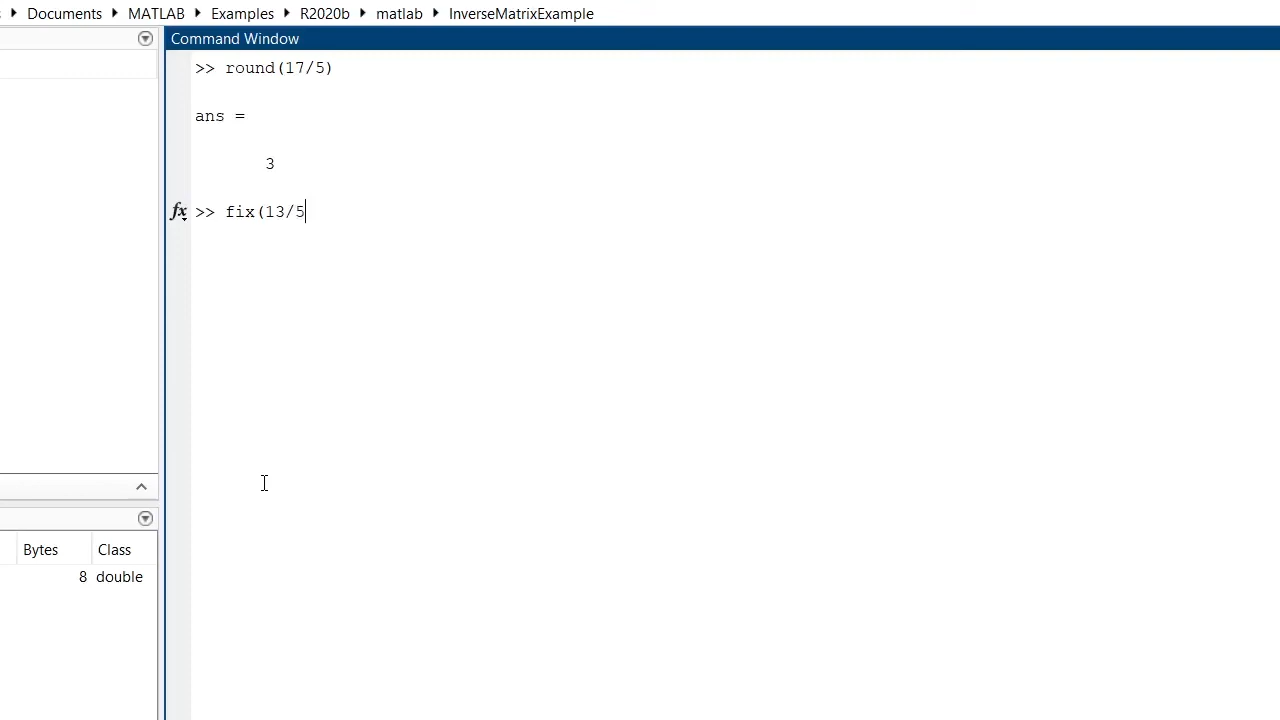 Documents MATLAB Examples R2020b matlab InverseMatrixExample
Command Window
>> round(17/5)
ans =
3
fx >> fix(13/5
Bytes Class
8 double